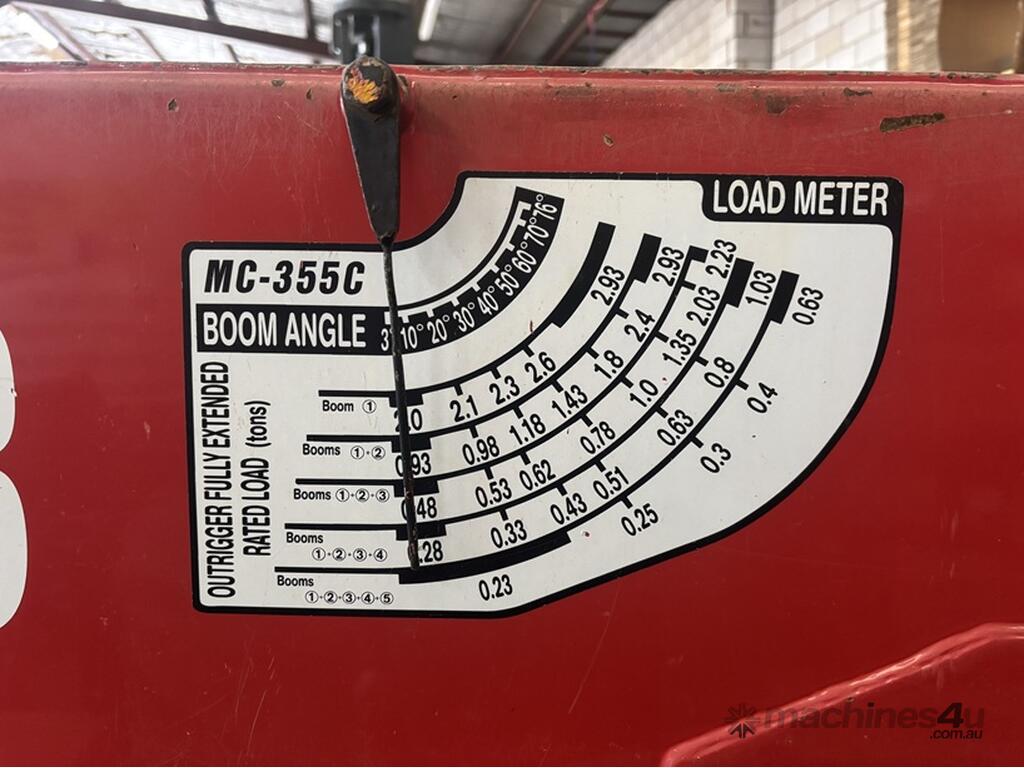 LOAD METER
MC-355C
BOOM ANGLE 3° 10° 20° 30° 40° 50° 60° 70° 76°
OUTRIGGER FULLY EXTENDED
RATED LOAD (tons)
Boom ① 2.1 2.3 2.6 2.93
Booms ①·② 0.93 0.98 1.18 1.43 1.8 2.4 2.93
Booms ①·②·③ 0.53 0.62 0.78 1.0 1.35 2.03 2.23
Booms
①·②·③·④ 0.33 0.43 0.51 0.63 0.8 1.03
Booms
①·②·③·④·⑤ 0.23 0.25 0.3 0.4 0.63
machines4u
.com.au